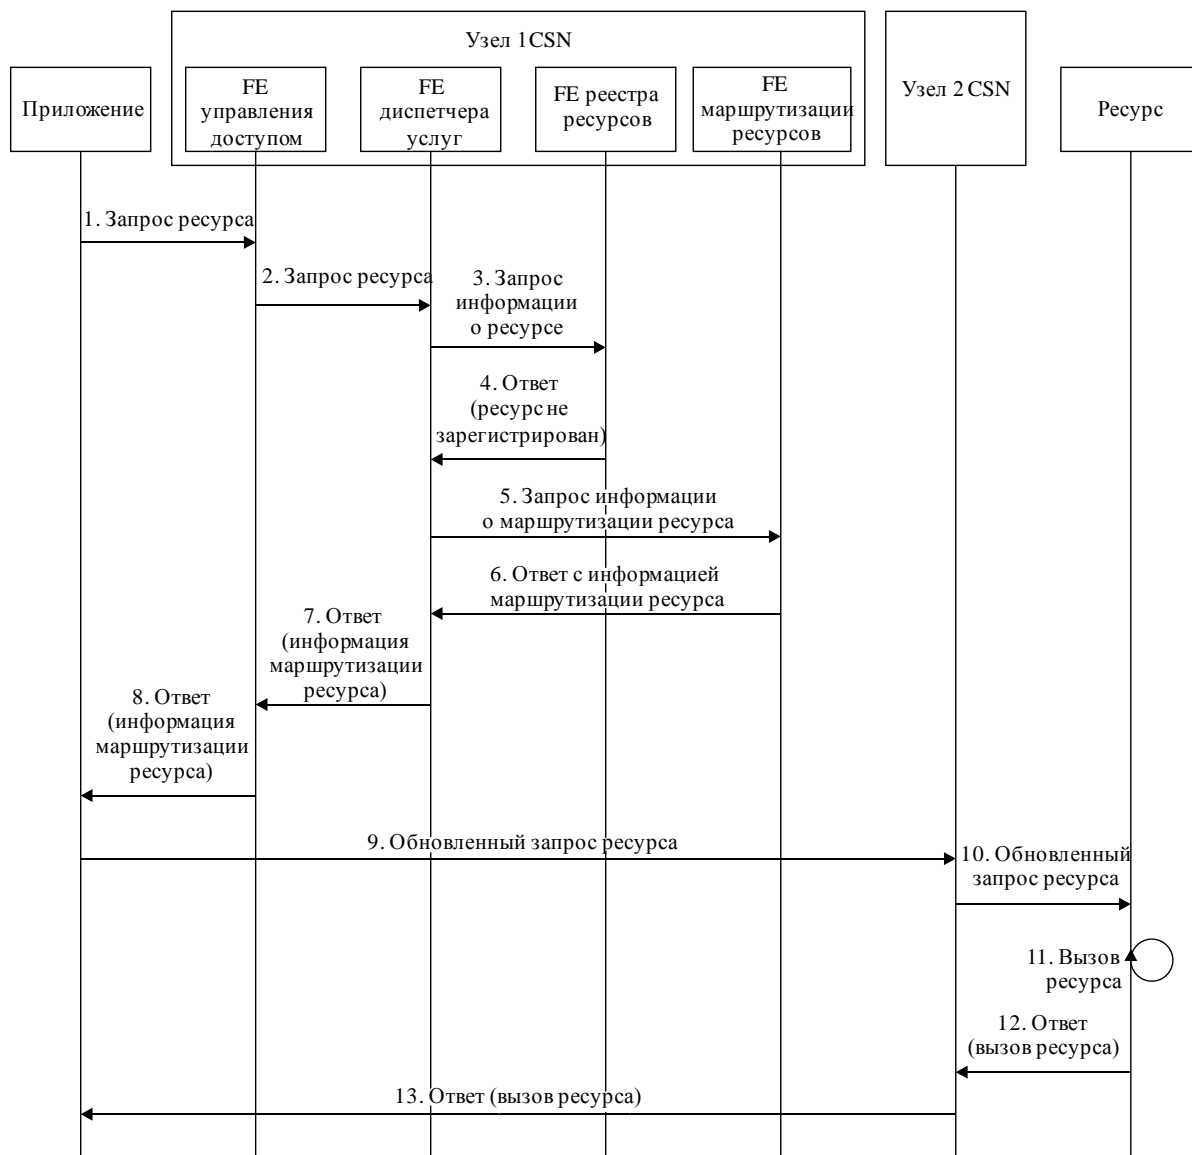 Узел 1CSN
Приложение
FE
управления
доступом
FE
диспетчера
услуг
FE реестра
ресурсов
FE
маршрутизации
ресурсов
Узел 2 CSN
Ресурс
1. Запрос ресурса
2. Запрос ресурса
3. Запрос
информации
о ресурсе
4. Ответ
(ресурс не
зарегистрирован)
5. Запрос информации
о маршрутизации ресурса
6. Ответ с информацией
маршрутизации ресурса
7. Ответ
(информация
маршрутизации
ресурса)
8. Ответ
(информация
маршрутизации
ресурса)
9. Обновленный запрос ресурса
10. Обновленный
запрос ресурса
11. Вызов
ресурса
12. Ответ
(вызов ресурса)
13. Ответ (вызов ресурса)